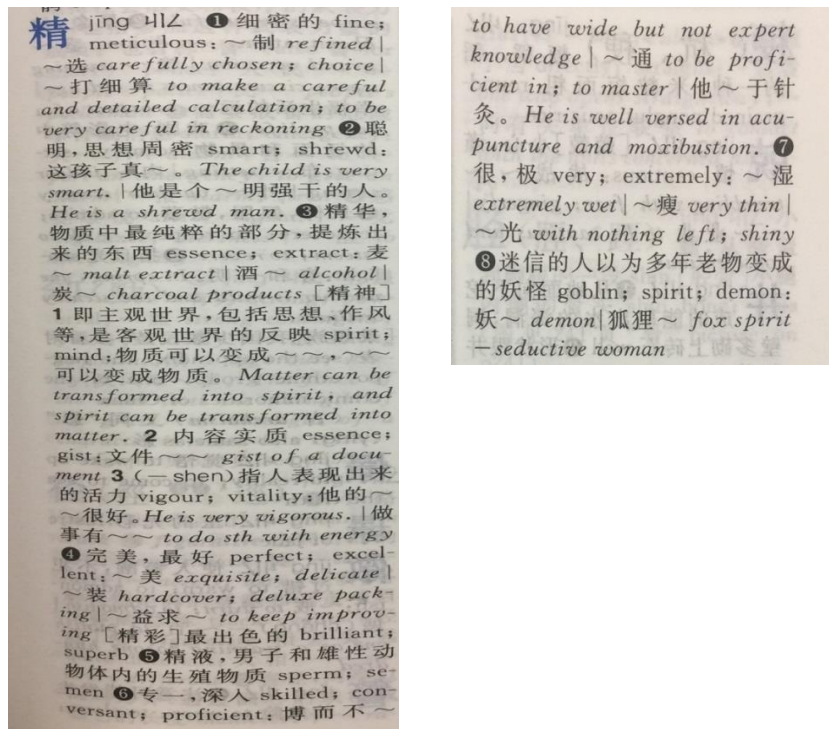 精 jīng ㄐㄧㄥ ❶细密的 fine;
meticulous: ～制 refined|
～选 carefully chosen; choice|
～打细算 to make a careful
and detailed calculation; to be
very careful in reckoning ❷聪
明,思想周密 smart; shrewd:
这孩子真～。The child is very
smart.|他是个～明强干的人。
He is a shrewd man. ❸精华,
物质中最纯粹的部分,提炼出
来的东西 essence; extract: 麦
～ malt extract|酒～ alcohol|
炭～ charcoal products [精神]
1 即主观世界,包括思想、作风
等,是客观世界的反映 spirit;
mind:物质可以变成～～,～～
可以变成物质。Matter can be
transformed into spirit, and
spirit can be transformed into
matter. 2 内容实质 essence;
gist:文件～～ gist of a docu-
ment 3 (—shen)指人表现出来
的活力 vigour; vitality:他的～
～很好。He is very vigorous.|做
事有～～ to do sth with energy
❹完美,最好 perfect; excel-
lent:～美 exquisite; delicate|
～装 hardcover; deluxe pack-
ing|～益求～ to keep improv-
ing [精彩]最出色的 brilliant;
superb ❺精液,男子和雄性动
物体内的生殖物质 sperm; se-
men ❻专一,深入 skilled; con-
versant; proficient: 博而不～
to have wide but not expert
knowledge|～通 to be profi-
cient in; to master|他～于针
灸。He is well versed in acu-
puncture and moxibustion. ❼
很,极 very; extremely: ～湿
extremely wet|～瘦 very thin|
～光 with nothing left; shiny
❽迷信的人以为多年老物变成
的妖怪 goblin; spirit; demon:
妖～ demon|狐狸～ fox spirit
—seductive woman